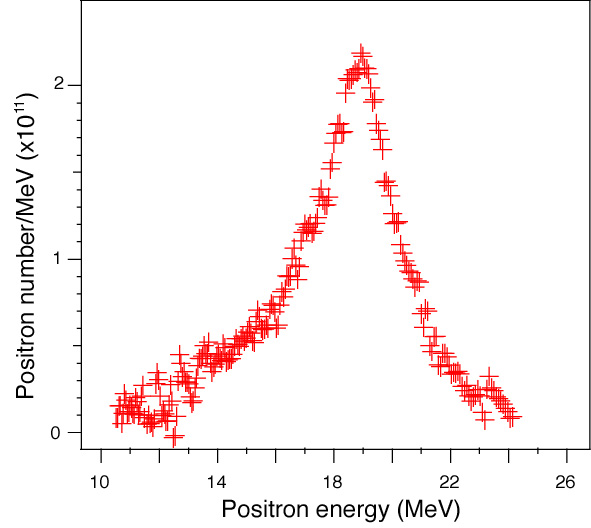 Positron number/MeV (x10¹¹)
2
1
0
10 14 18 22 26
Positron energy (MeV)